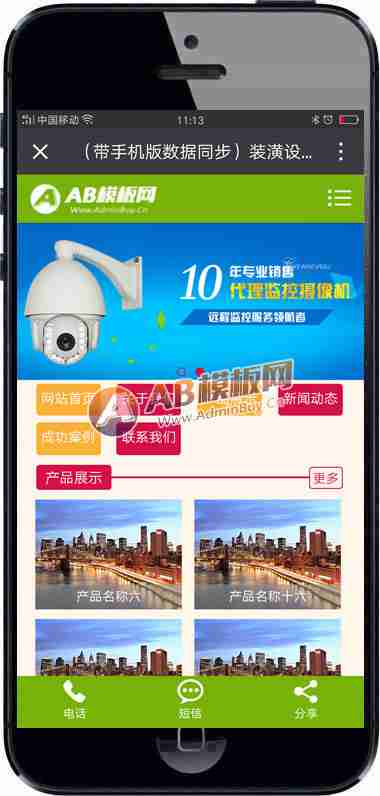 中国移动
11:13
（带手机版数据同步）装潢设...
AB模板网
Www.AdminBuy.Cn
10年专业销售
代理监控摄像机
远程监控服务领航者
AB模板网
www.AdminBuy.Cn
网站首页
新闻动态
成功案例
联系我们
产品展示
更多
产品名称六
产品名称十六
电话
短信
分享